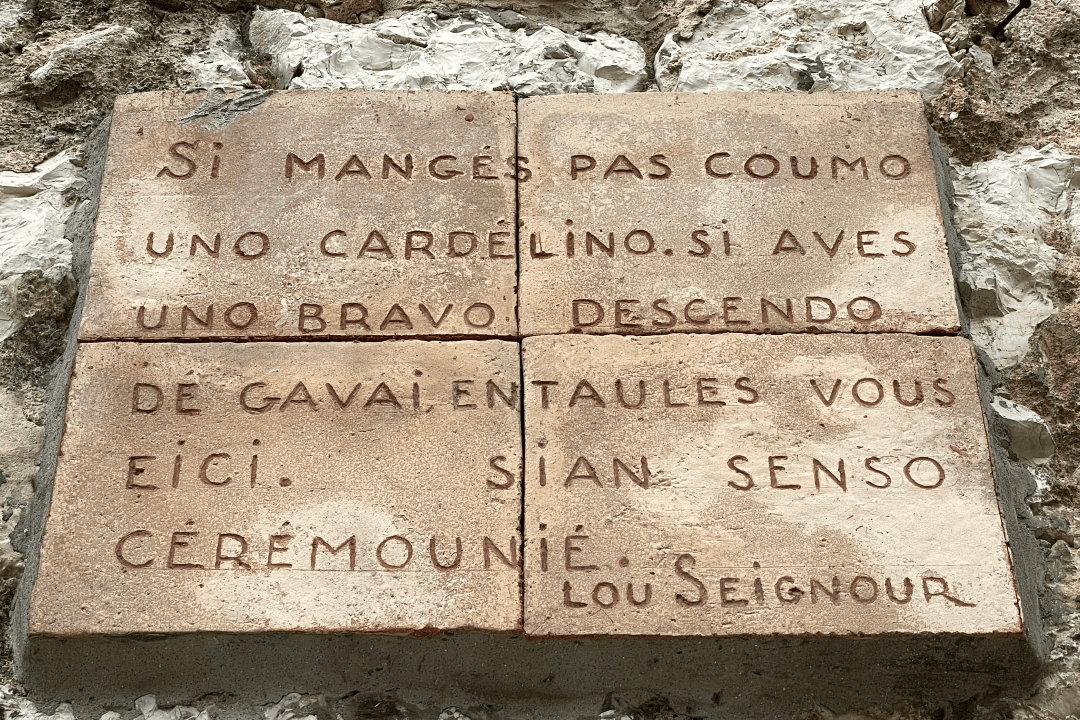 Si MANGÉS PAS COUMO
UNO CARDÉLiNO. Si AVES
UNO BRAVO DESCENDO
DÉ GAVAi, ENTAULES VOUS
EiCi. SiAN SENSO
CÉRÉMOUNiÉ.
LOU SEIGNOUR